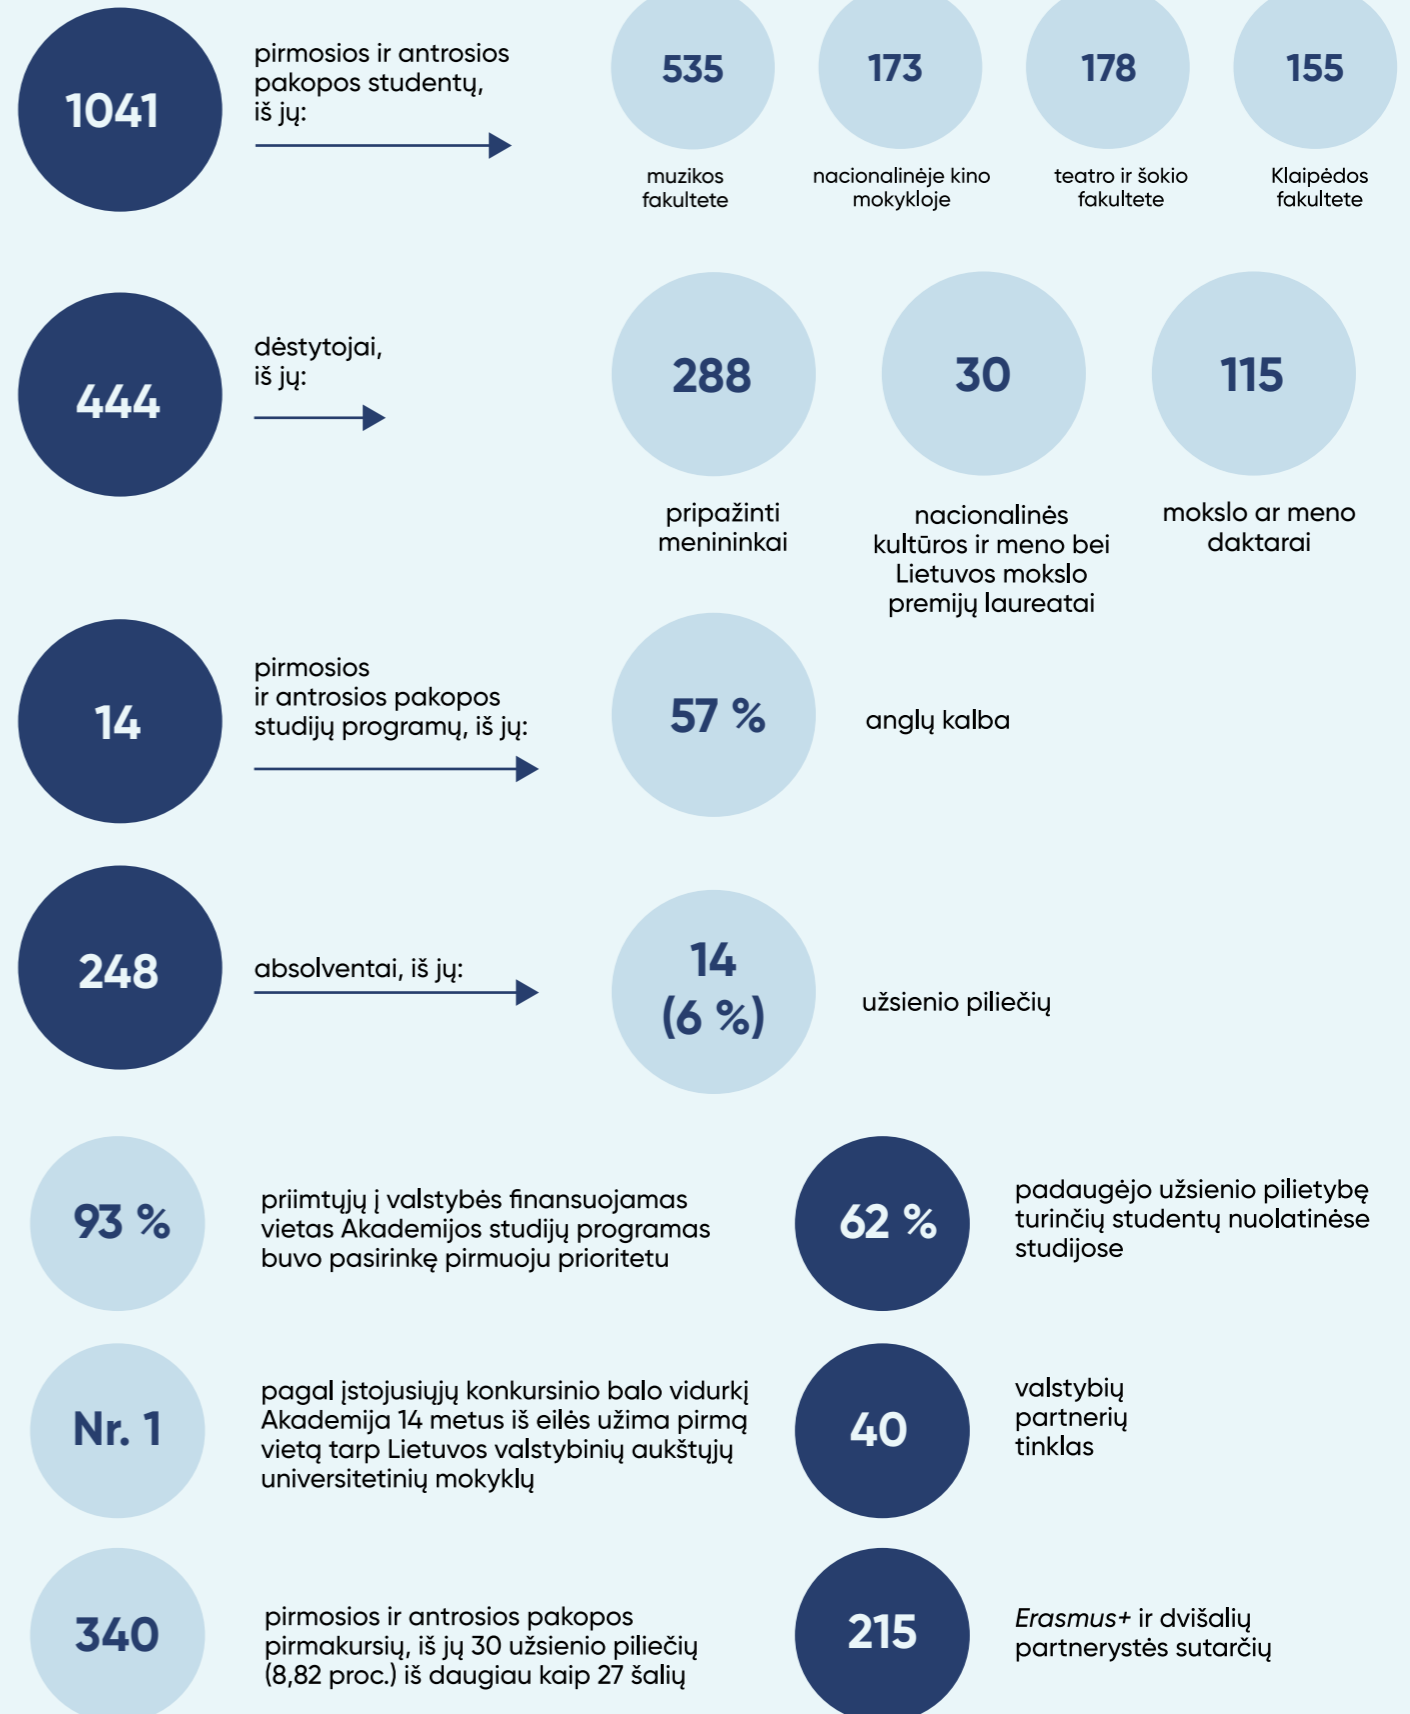 1041
pirmosios ir antrosios
pakopos studentų,
iš jų:
535
muzikos
fakultete
173
nacionalinėje kino
mokykloje
178
teatro ir šokio
fakultete
155
Klaipėdos
fakultete
444
dėstytojai,
iš jų:
288
pripažinti
menininkai
30
nacionalinės
kultūros ir meno bei
Lietuvos mokslo
premijų laureatai
115
mokslo ar meno
daktarai
14
pirmosios
ir antrosios pakopos
studijų programų, iš jų:
57 %
anglų kalba
248
absolventai, iš jų:
14
(6 %)
užsienio piliečių
93 %
priimtųjų į valstybės finansuojamas
vietas Akademijos studijų programas
buvo pasirinkę pirmuoju prioritetu
62 %
padaugėjo užsienio pilietybę
turinčių studentų nuolatinėse
studijose
Nr. 1
pagal įstojusiųjų konkursinio balo vidurkį
Akademija 14 metus iš eilės užima pirmą
vietą tarp Lietuvos valstybinių aukštųjų
universitetinių mokyklų
40
valstybių
partnerių
tinklas
340
pirmosios ir antrosios pakopos
pirmakursių, iš jų 30 užsienio piliečių
(8,82 proc.) iš daugiau kaip 27 šalių
215
Erasmus+ ir dvišalių
partnerystės sutarčių